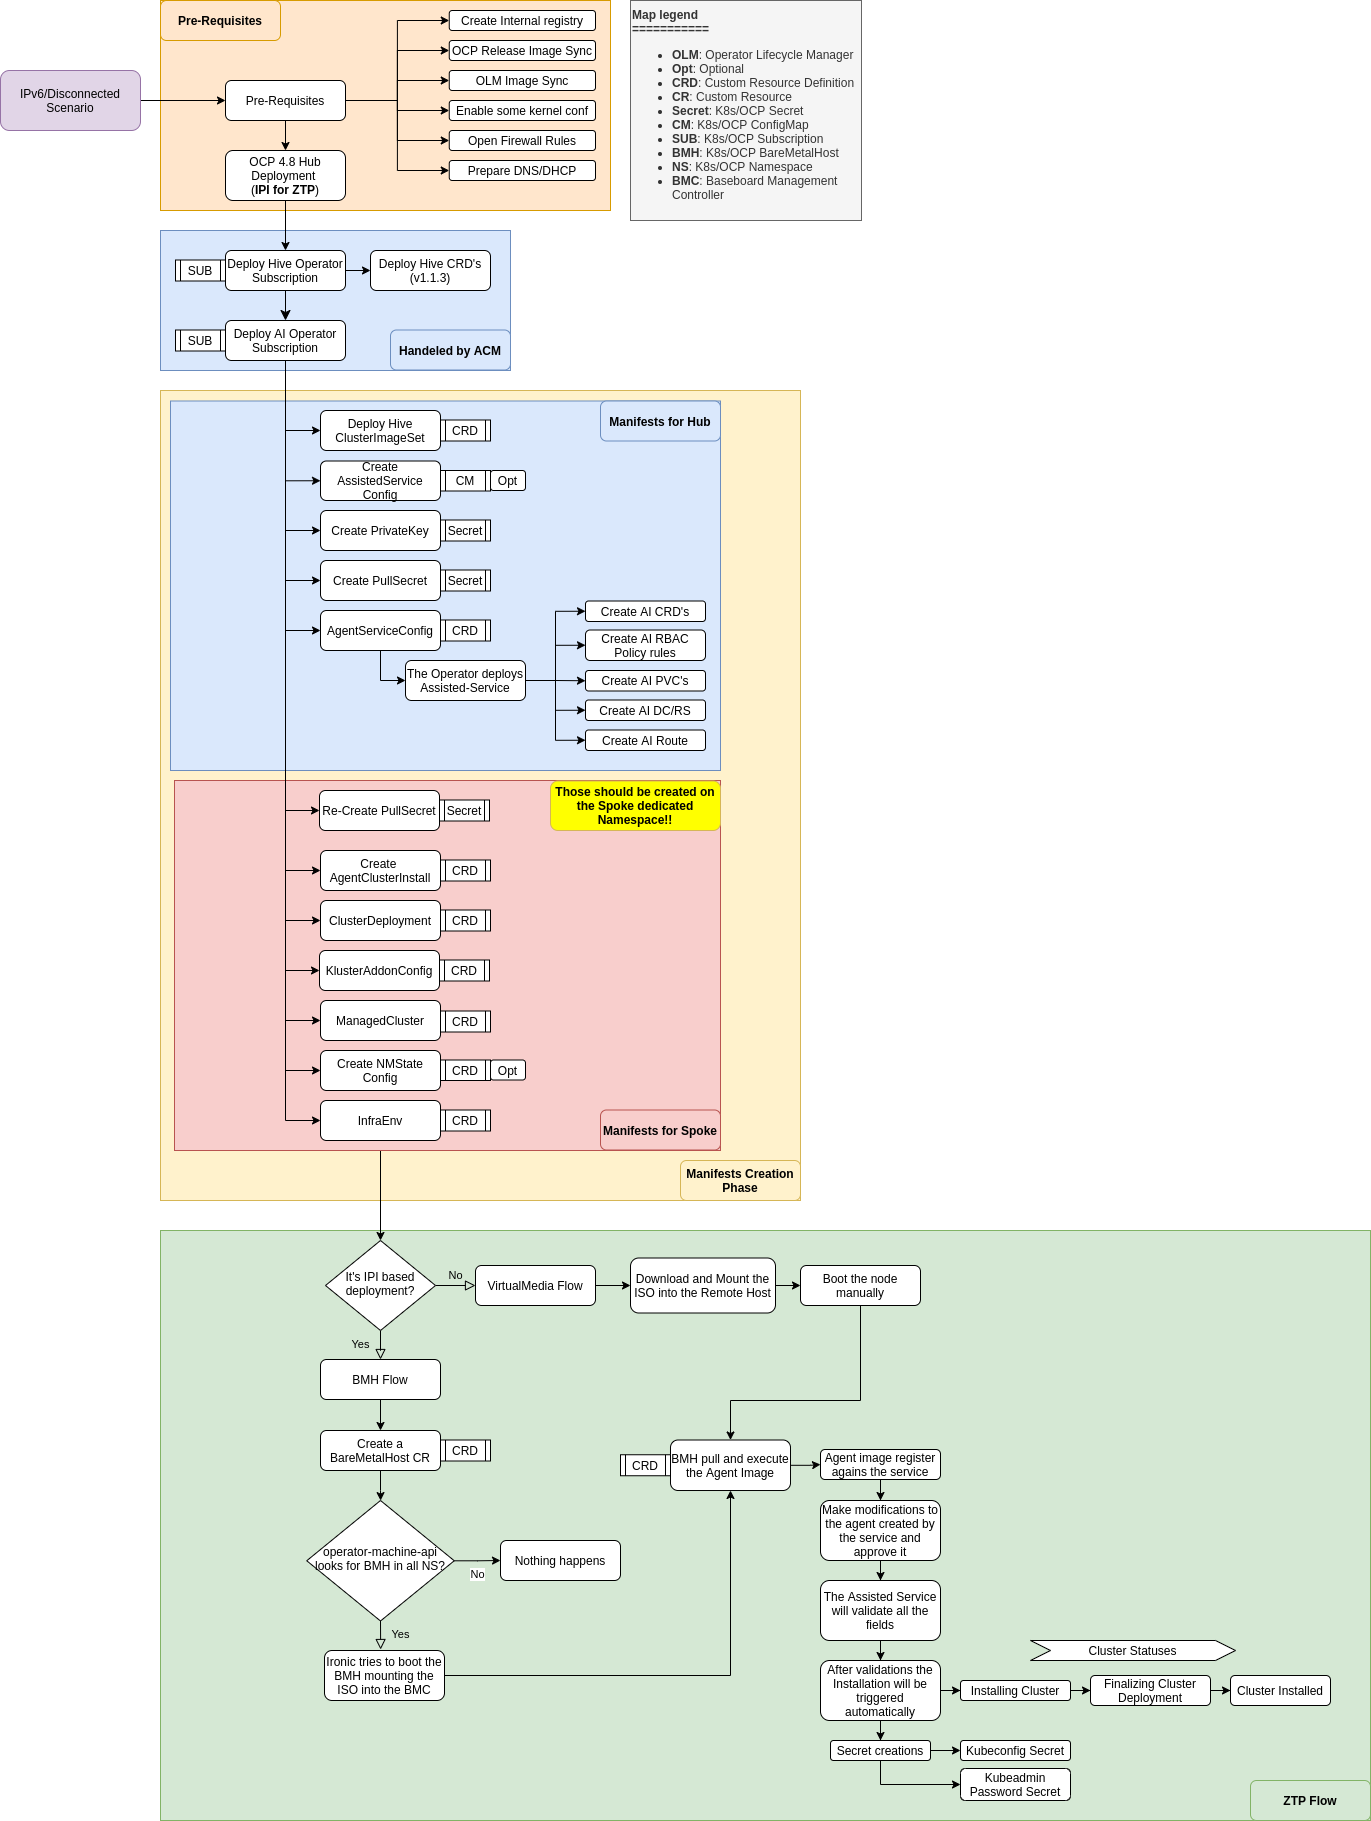 Pre-Requisites
IPv6/Disconnected
Scenario
Pre-Requisites
Create Internal registry
OCP Release Image Sync
OLM Image Sync
Enable some kernel conf
Open Firewall Rules
Prepare DNS/DHCP
OCP 4.8 Hub
Deployment
(IPI for ZTP)
Map legend
===========
OLM: Operator Lifecycle Manager
Opt: Optional
CRD: Custom Resource Definition
CR: Custom Resource
Secret: K8s/OCP Secret
CM: K8s/OCP ConfigMap
SUB: K8s/OCP Subscription
BMH: K8s/OCP BareMetalHost
NS: K8s/OCP Namespace
BMC: Baseboard Management
Controller
SUB
Deploy Hive Operator
Subscription
Deploy Hive CRD's
(v1.1.3)
SUB
Deploy AI Operator
Subscription
Handeled by ACM
Manifests for Hub
Deploy Hive
ClusterImageSet
CRD
Create
AssistedService
Config
CM
Opt
Create PrivateKey
Secret
Create PullSecret
Secret
AgentServiceConfig
CRD
The Operator deploys
Assisted-Service
Create AI CRD's
Create AI RBAC
Policy rules
Create AI PVC's
Create AI DC/RS
Create AI Route
Those should be created on
the Spoke dedicated
Namespace!!
Re-Create PullSecret
Secret
Create
AgentClusterInstall
CRD
ClusterDeployment
CRD
KlusterAddonConfig
CRD
ManagedCluster
CRD
Create NMState
Config
CRD
Opt
InfraEnv
CRD
Manifests for Spoke
Manifests Creation
Phase
It's IPI based
deployment?
No
VirtualMedia Flow
Download and Mount the
ISO into the Remote Host
Boot the node
manually
Yes
BMH Flow
Create a
BareMetalHost CR
CRD
operator-machine-api
looks for BMH in all NS?
No
Nothing happens
Yes
Ironic tries to boot the
BMH mounting the
ISO into the BMC
CRD
BMH pull and execute
the Agent Image
Agent image register
agains the service
Make modifications to
the agent created by
the service and
approve it
The Assisted Service
will validate all the
fields
After validations the
Installation will be
triggered
automatically
Cluster Statuses
Installing Cluster
Finalizing Cluster
Deployment
Cluster Installed
Secret creations
Kubeconfig Secret
Kubeadmin
Password Secret
ZTP Flow